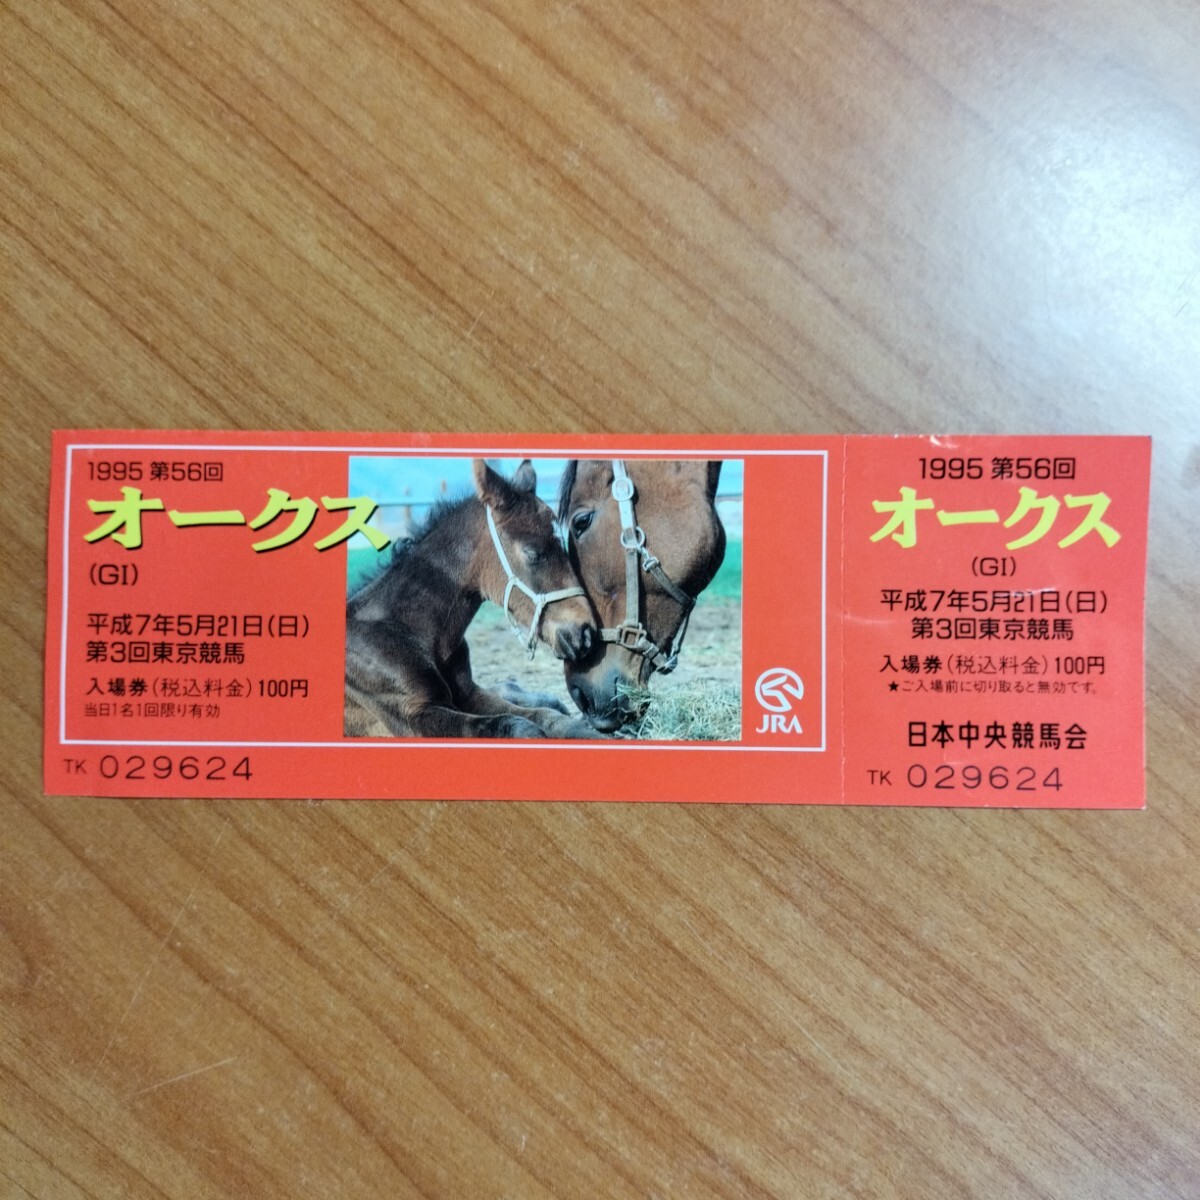 1995 第56回
オークス
(GI)
平成7年5月21日(日)
第3回東京競馬
入場券(税込料金)100円
当日1名1回限り有効
JRA
TK 029624
1995 第56回
オークス
(GI)
平成7年5月21日(日)
第3回東京競馬
入場券(税込料金)100円
★ご入場前に切り取ると無効です。
日本中央競馬会
TK 029624